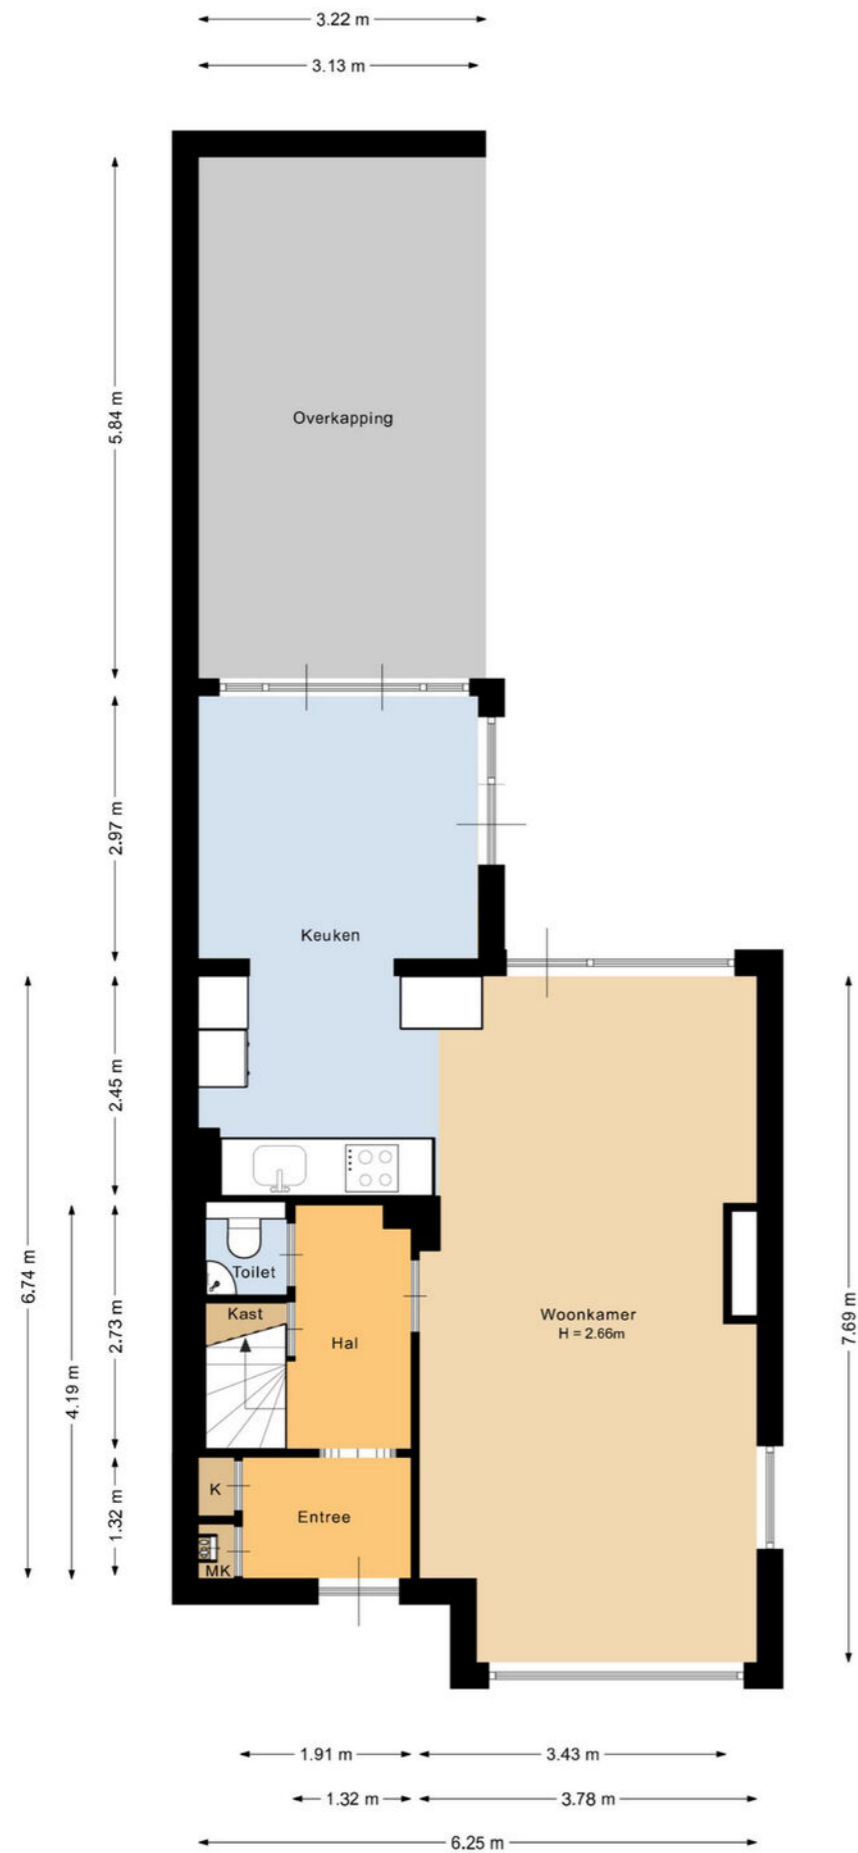 3.22 m
3.13 m
5.84 m
Overkapping
2.97 m
Keuken
2.45 m
6.74 m
4.19 m
2.73 m
Toilet
Kast
Hal
Woonkamer
H = 2.66m
7.69 m
1.32 m
K
Entree
MK
1.91 m
3.43 m
1.32 m
3.78 m
6.25 m